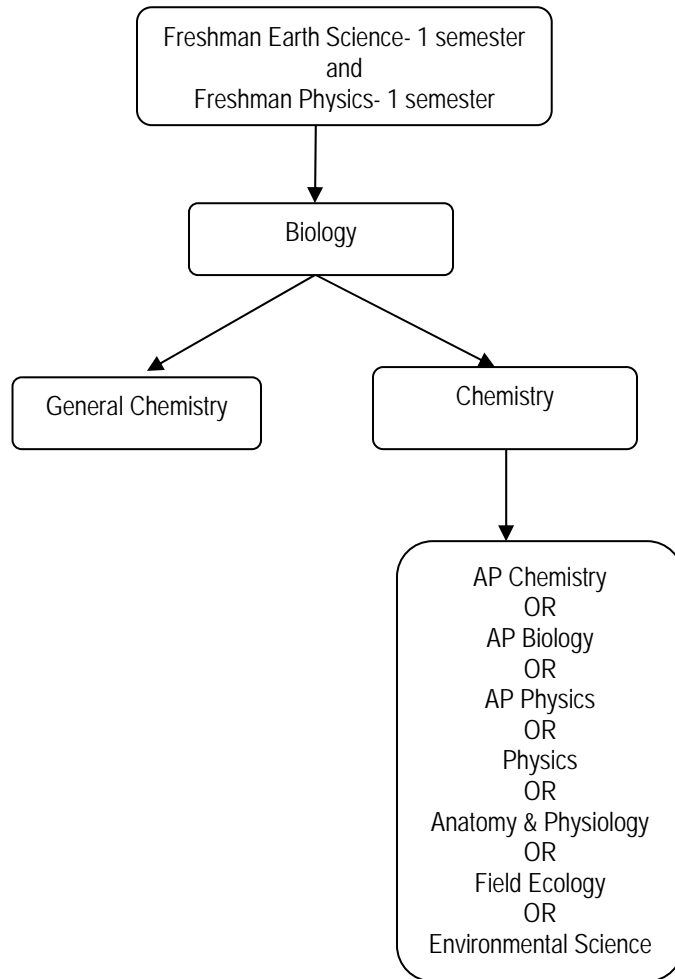 Freshman Earth Science- 1 semester
and
Freshman Physics- 1 semester
Biology
General Chemistry
Chemistry
AP Chemistry
OR
AP Biology
OR
AP Physics
OR
Physics
OR
Anatomy & Physiology
OR
Field Ecology
OR
Environmental Science